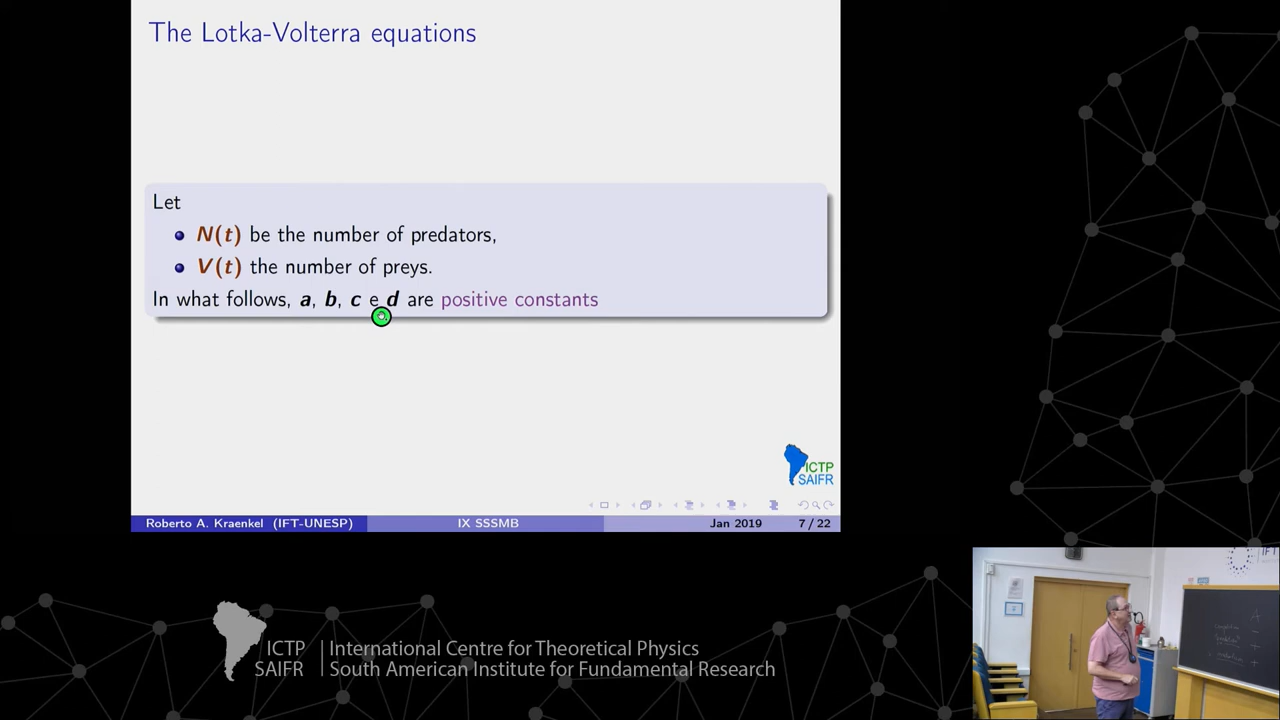 The Lotka-Volterra equations
Let
N(t) be the number of predators,
V(t) the number of preys.
In what follows, a, b, c e d are positive constants
ICTP
SAIFR
Roberto A. Kraenkel (IFT-UNESP) IX SSSMB Jan 2019 7 / 22
ICTP International Centre for Theoretical Physics
SAIFR South American Institute for Fundamental Research